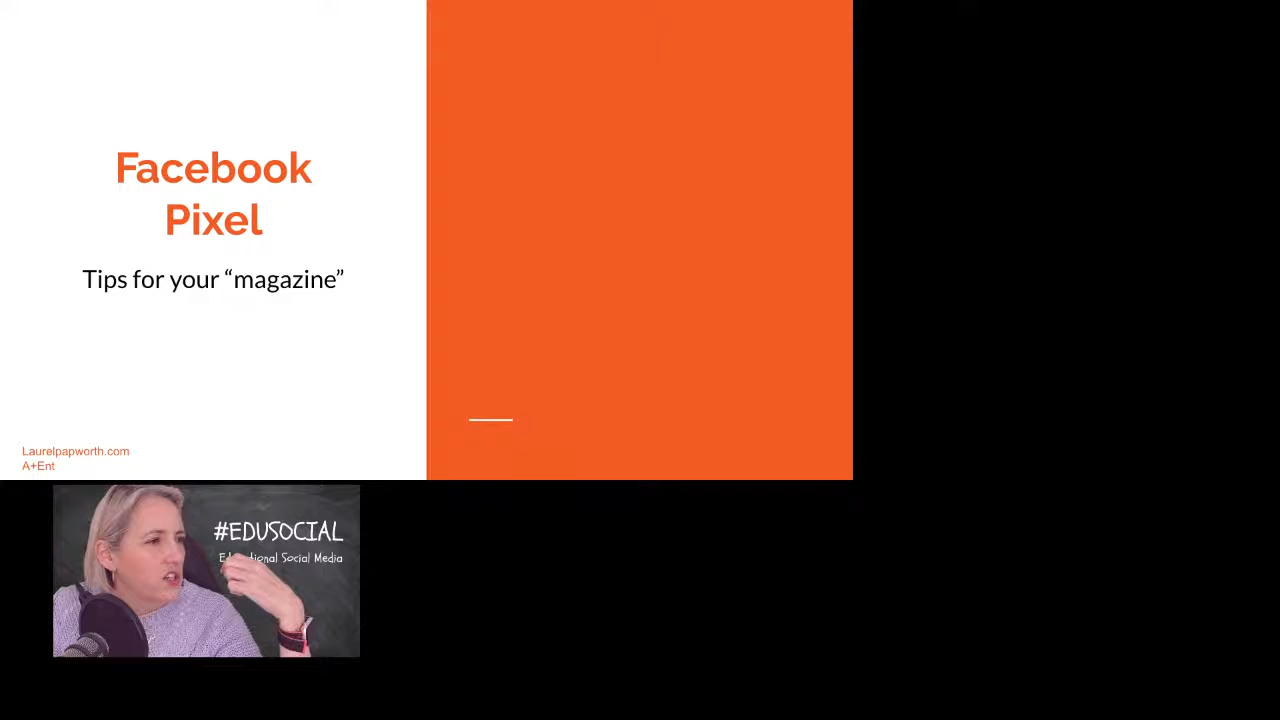 Facebook
Pixel
Tips for your “magazine”
Laurelpapworth.com
A+Ent
#EDUSOCIAL
Social Media